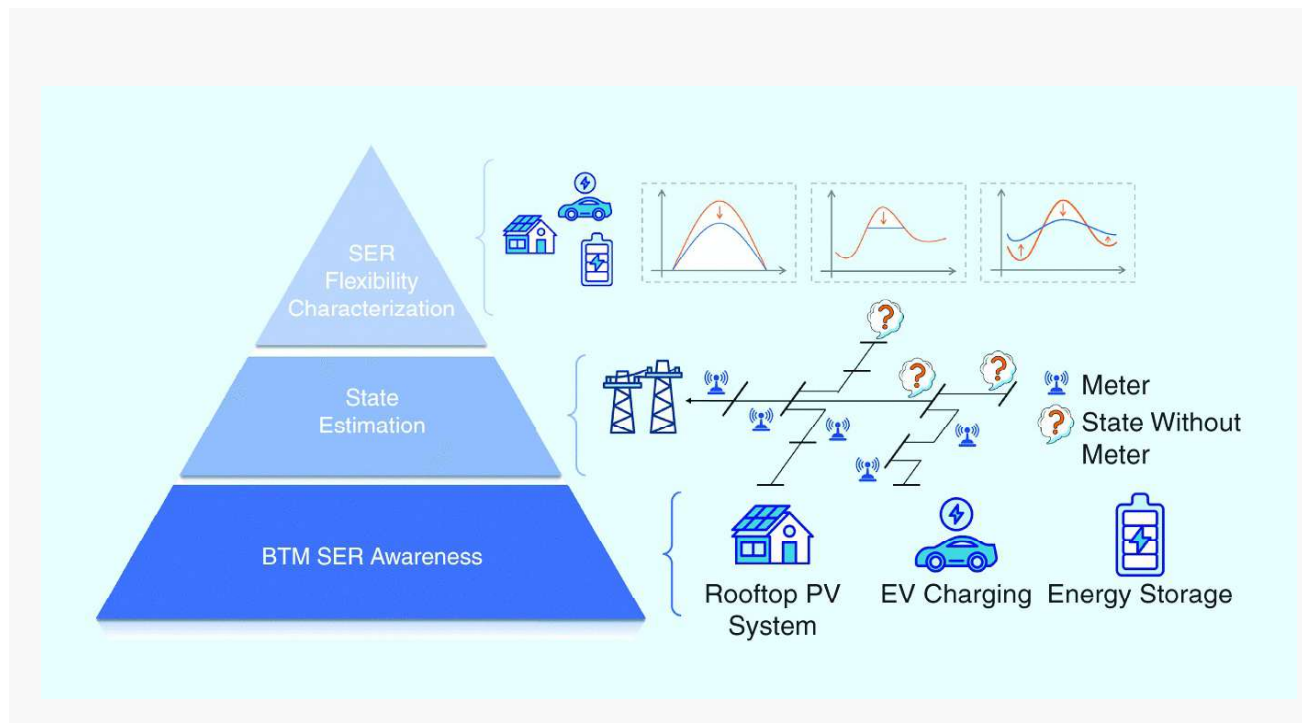 SER
Flexibility
Characterization
State
Estimation
? 
?
?
Meter
?
State Without
Meter
BTM SER Awareness
Rooftop PV
System
EV Charging
Energy Storage